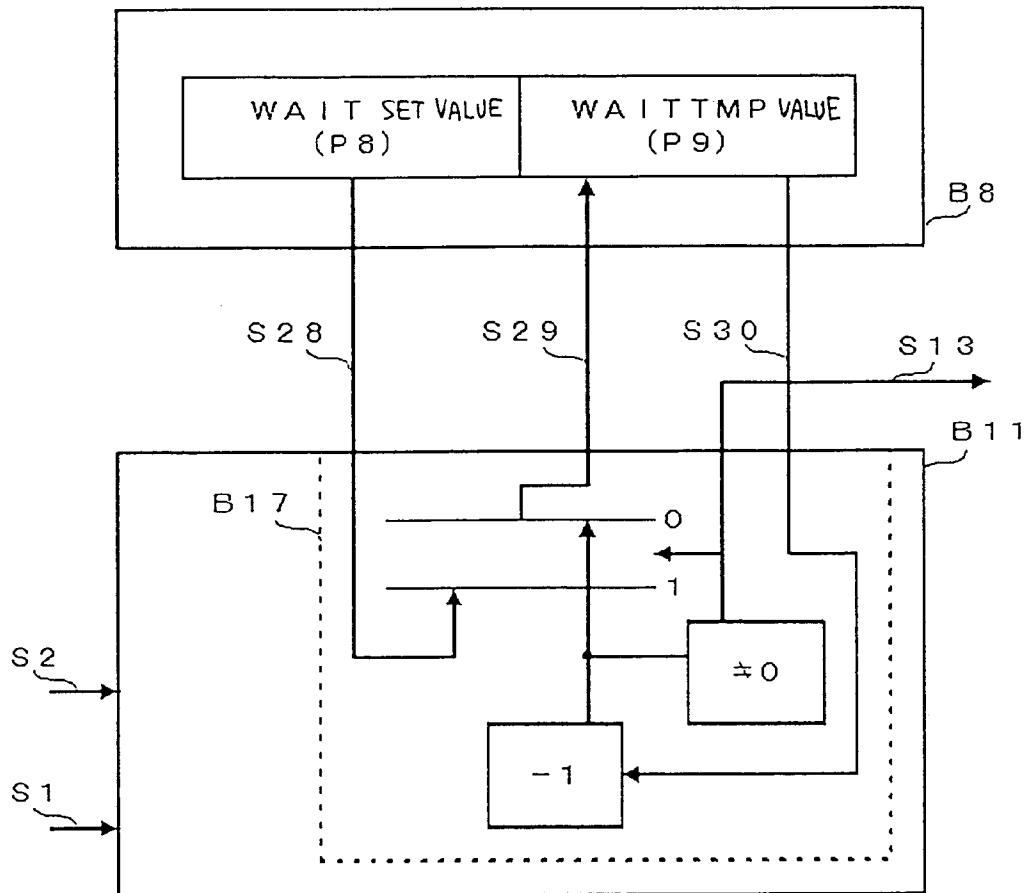 WAIT SET VALUE
(P8)
WAITTMP VALUE
(P9)
B8
S28
S29
S30
S13
B11
B17
0
1
S2
≠0
-1
S1